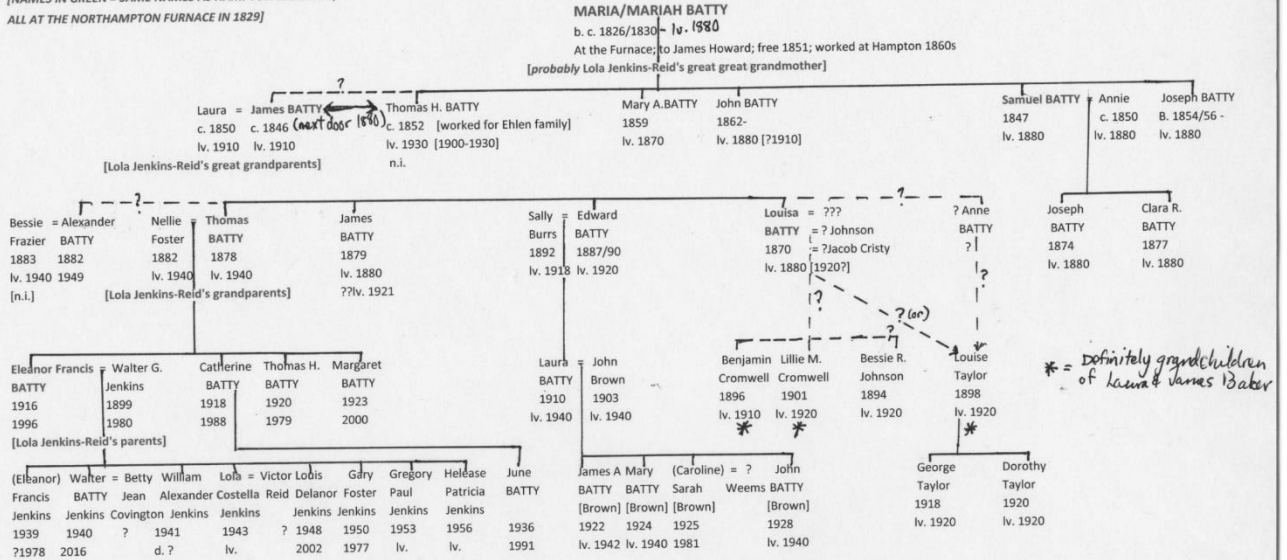 ALL AT THE NORTHAMPTON FURNACE IN 1829]
MARIA/MARIAH BATTY
b. c. 1826/1830 – lv. 1880
At the Furnace; to James Howard; free 1851; worked at Hampton 1860s
[probably Lola Jenkins-Reid's great great grandmother]
?
Laura = James BATTY
c. 1850 c. 1846 (next door 1880)
lv. 1910 lv. 1910
[Lola Jenkins-Reid's great grandparents]
Thomas H. BATTY
c. 1852 [worked for Ehlen family]
lv. 1930 [1900-1930]
n.i.
Mary A.BATTY
1859
lv. 1870
John BATTY
1862-
lv. 1880 [?1910]
Samuel BATTY = Annie
1847 c. 1850
lv. 1880 lv. 1880
Joseph BATTY
B. 1854/56 -
lv. 1880
?
Bessie = Alexander
Frazier BATTY
1883 1882
lv. 1940 1949
[n.i.]
Nellie = Thomas
Foster BATTY
1882 1878
lv. 1940 lv. 1940
[Lola Jenkins-Reid's grandparents]
James
BATTY
1879
lv. 1880
??lv. 1921
Sally = Edward
Burrs BATTY
1892 1887/90
lv. 1918 lv. 1920
Louisa = ???
BATTY = ? Johnson
1870 = ?Jacob Cristy
lv. 1880 [1920?]
?
? Anne
BATTY
?
Joseph
BATTY
1874
lv. 1880
Clara R.
BATTY
1877
lv. 1880
?
? (or)
?
?
Eleanor Francis = Walter G.
BATTY Jenkins
1916 1899
1996 1980
[Lola Jenkins-Reid's parents]
Catherine
BATTY
1918
1988
Thomas H.
BATTY
1920
1979
Margaret
BATTY
1923
2000
Laura = John
BATTY Brown
1910 1903
lv. 1940 lv. 1940
Benjamin
Cromwell
1896
lv. 1910
*
Lillie M.
Cromwell
1901
lv. 1920
*
Bessie R.
Johnson
1894
lv. 1920
Louise
Taylor
1898
lv. 1920
*
* = Definitely grandchildren
of Laura & James Baker
(Eleanor)
Francis
Jenkins
1939
?1978
Walter = Betty
BATTY Jean
Jenkins Covington
1940 ?
2016
William
Alexander
Jenkins
1941
d. ?
Lola = Victor
Costella Reid
Jenkins
1943 ?
lv.
Louis
Delanor
Jenkins
1948
2002
Gary
Foster
Jenkins
1950
1977
Gregory
Paul
Jenkins
1953
lv.
Helease
Patricia
Jenkins
1956
lv.
June
BATTY
1936
1991
James A
BATTY
[Brown]
1922
lv. 1942
Mary
BATTY
[Brown]
1924
lv. 1940
(Caroline) = ?
Sarah Weems
[Brown]
1925
1981
John
BATTY
[Brown]
1928
lv. 1940
George
Taylor
1918
lv. 1920
Dorothy
Taylor
1920
lv. 1920